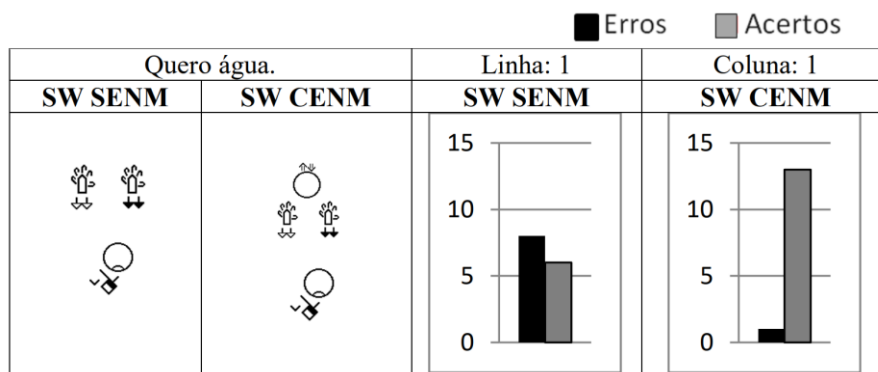 Erros Acertos
Quero água. Linha: 1 Coluna: 1
SW SENM SW CENM SW SENM SW CENM
15 15
10 10
5 5
0 0